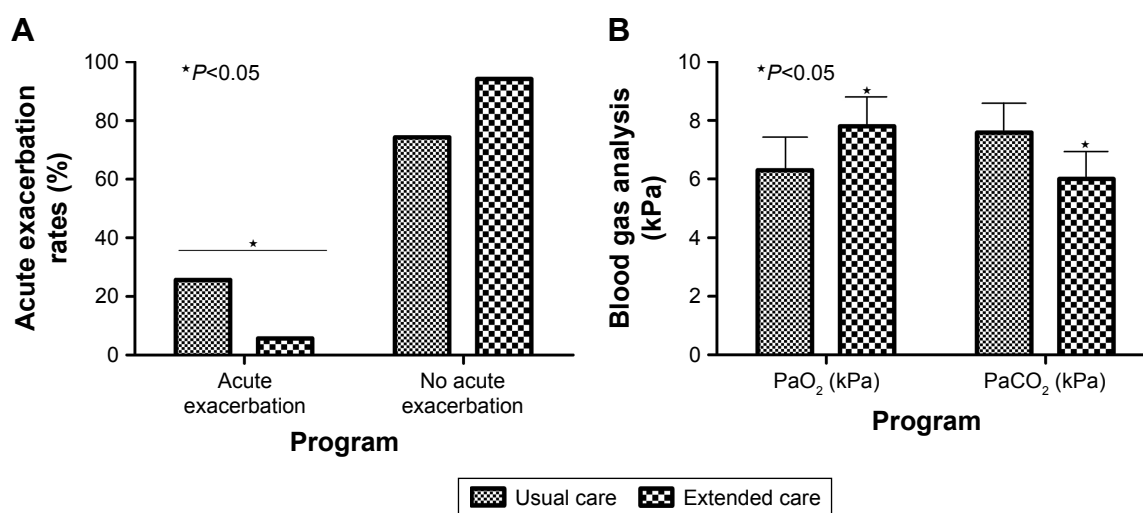 A
Acute exacerbation
rates (%)
100
80
60
40
20
0
★P<0.05
★
Acute
exacerbation
No acute
exacerbation
Program
B
Blood gas analysis
(kPa)
10
8
6
4
2
0
★P<0.05
★
★
PaO₂ (kPa)
PaCO₂ (kPa)
Program
Usual care
Extended care